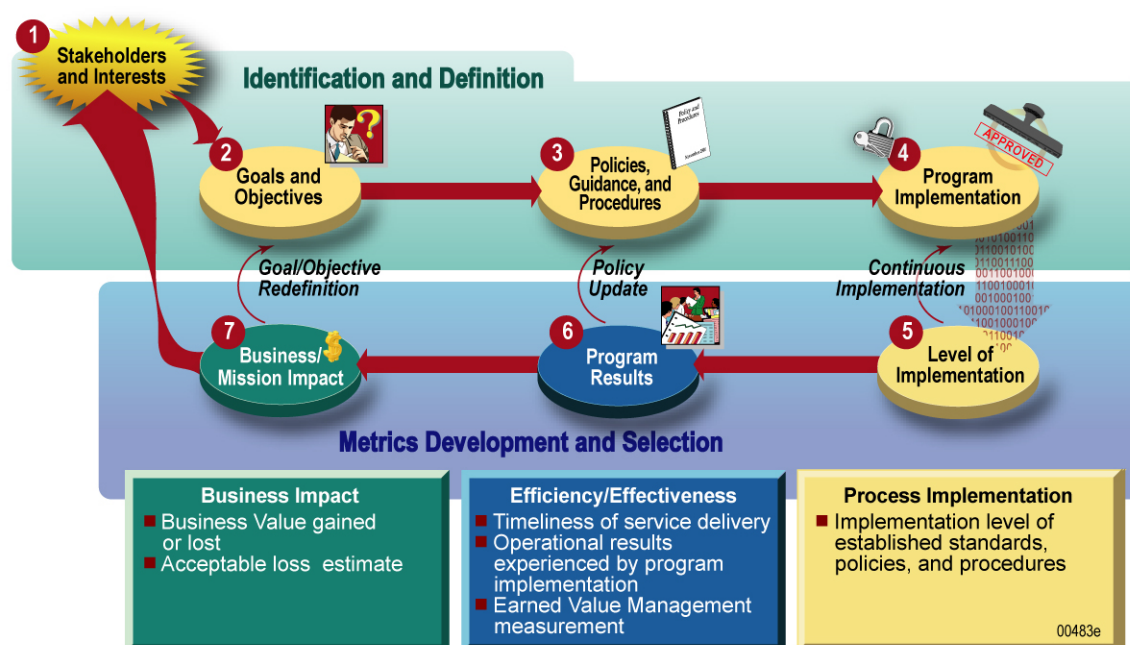 1
Stakeholders
and Interests
Identification and Definition
2
Goals and
Objectives
?
3
Policies,
Guidance, and
Procedures
Policy and
Procedures
4
Program
Implementation
APPROVED
Goal/Objective
Redefinition
Policy
Update
Continuous
Implementation
7
Business/
Mission Impact
$
6
Program
Results
5
Level of
Implementation
Metrics Development and Selection
Business Impact
Business Value gained
or lost
Acceptable loss estimate
Efficiency/Effectiveness
Timeliness of service delivery
Operational results
experienced by program
implementation
Earned Value Management
measurement
Process Implementation
Implementation level of
established standards,
policies, and procedures
00483e